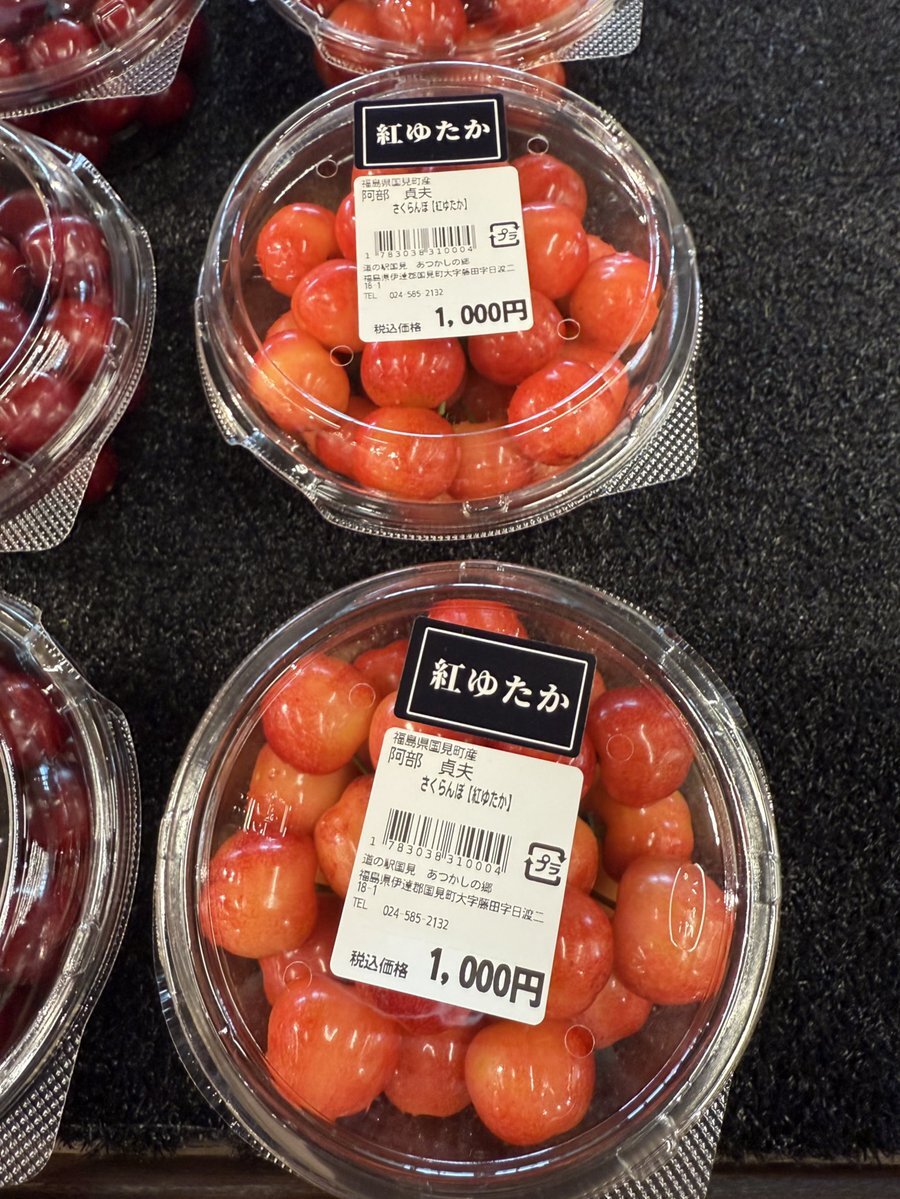 紅ゆたか
福島県国見町産
阿部 貞夫
さくらんぼ【紅ゆたか】
1 783038 310004
プラ
道の駅国見 あつかしの郷
福島県伊達郡国見町大字藤田字日渡二
18-1
TEL 024-585-2132
税込価格 1,000円
紅ゆたか
福島県国見町産
阿部 貞夫
さくらんぼ【紅ゆたか】
1 783038 310004
プラ
道の駅国見 あつかしの郷
福島県伊達郡国見町大字藤田字日渡二
18-1
TEL 024-585-2132
税込価格 1,000円